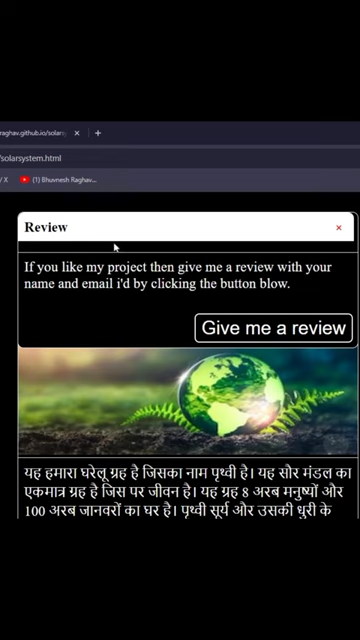 raghav.github.io/solarsy
/solarsystem.html
/ X
(1) Bhuvnesh Raghav...
Review
If you like my project then give me a review with your
name and email i'd by clicking the button blow.
Give me a review
यह हमारा घरेलू ग्रह है जिसका नाम पृथ्वी है। यह सौर मंडल का
एकमात्र ग्रह है जिस पर जीवन है। यह ग्रह 8 अरब मनुष्यों और
100 अरब जानवरों का घर है। पृथ्वी सूर्य और उसकी धुरी के